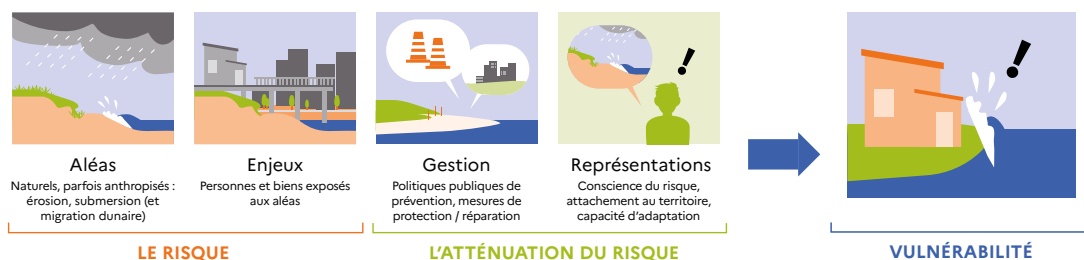 Aléas
Naturels, parfois anthropisés :
érosion, submersion (et
migration dunaire)
Enjeux
Personnes et biens exposés
aux aléas
Gestion
Politiques publiques de
prévention, mesures de
protection / réparation
Représentations
Conscience du risque,
attachement au territoire,
capacité d’adaptation
LE RISQUE
L’ATTÉNUATION DU RISQUE
VULNÉRABILITÉ